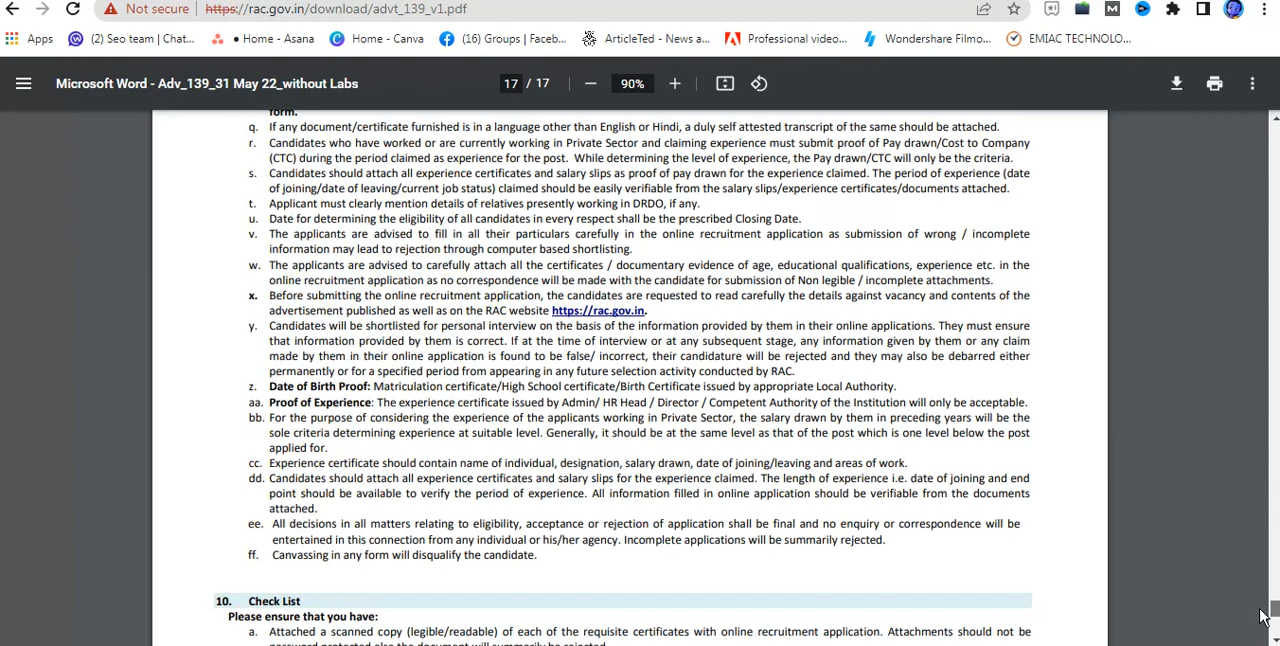 Not secure | https://rac.gov.in/download/advt_139_v1.pdf
Apps (2) Seo team | Chat... • Home - Asana Home - Canva (16) Groups | Faceb... ArticleTed - News a... Professional video... Wondershare Filmo... EMIAC TECHNOLO...
Microsoft Word - Adv_139_31 May 22_without Labs 17 / 17 90%
form.
q. If any document/certificate furnished is in a language other than English or Hindi, a duly self attested transcript of the same should be attached.
r. Candidates who have worked or are currently working in Private Sector and claiming experience must submit proof of Pay drawn/Cost to Company
(CTC) during the period claimed as experience for the post. While determining the level of experience, the Pay drawn/CTC will only be the criteria.
s. Candidates should attach all experience certificates and salary slips as proof of pay drawn for the experience claimed. The period of experience (date
of joining/date of leaving/current job status) claimed should be easily verifiable from the salary slips/experience certificates/documents attached.
t. Applicant must clearly mention details of relatives presently working in DRDO, if any.
u. Date for determining the eligibility of all candidates in every respect shall be the prescribed Closing Date.
v. The applicants are advised to fill in all their particulars carefully in the online recruitment application as submission of wrong / incomplete
information may lead to rejection through computer based shortlisting.
w. The applicants are advised to carefully attach all the certificates / documentary evidence of age, educational qualifications, experience etc. in the
online recruitment application as no correspondence will be made with the candidate for submission of Non legible / incomplete attachments.
x. Before submitting the online recruitment application, the candidates are requested to read carefully the details against vacancy and contents of the
advertisement published as well as on the RAC website https://rac.gov.in.
y. Candidates will be shortlisted for personal interview on the basis of the information provided by them in their online applications. They must ensure
that information provided by them is correct. If at the time of interview or at any subsequent stage, any information given by them or any claim
made by them in their online application is found to be false/ incorrect, their candidature will be rejected and they may also be debarred either
permanently or for a specified period from appearing in any future selection activity conducted by RAC.
z. Date of Birth Proof: Matriculation certificate/High School certificate/Birth Certificate issued by appropriate Local Authority.
aa. Proof of Experience: The experience certificate issued by Admin/ HR Head / Director / Competent Authority of the Institution will only be acceptable.
bb. For the purpose of considering the experience of the applicants working in Private Sector, the salary drawn by them in preceding years will be the
sole criteria determining experience at suitable level. Generally, it should be at the same level as that of the post which is one level below the post
applied for.
cc. Experience certificate should contain name of individual, designation, salary drawn, date of joining/leaving and areas of work.
dd. Candidates should attach all experience certificates and salary slips for the experience claimed. The length of experience i.e. date of joining and end
point should be available to verify the period of experience. All information filled in online application should be verifiable from the documents
attached.
ee. All decisions in all matters relating to eligibility, acceptance or rejection of application shall be final and no enquiry or correspondence will be
entertained in this connection from any individual or his/her agency. Incomplete applications will be summarily rejected.
ff. Canvassing in any form will disqualify the candidate.
10. Check List
Please ensure that you have:
a. Attached a scanned copy (legible/readable) of each of the requisite certificates with online recruitment application. Attachments should not be
password protected else the document will summarily be rejected.